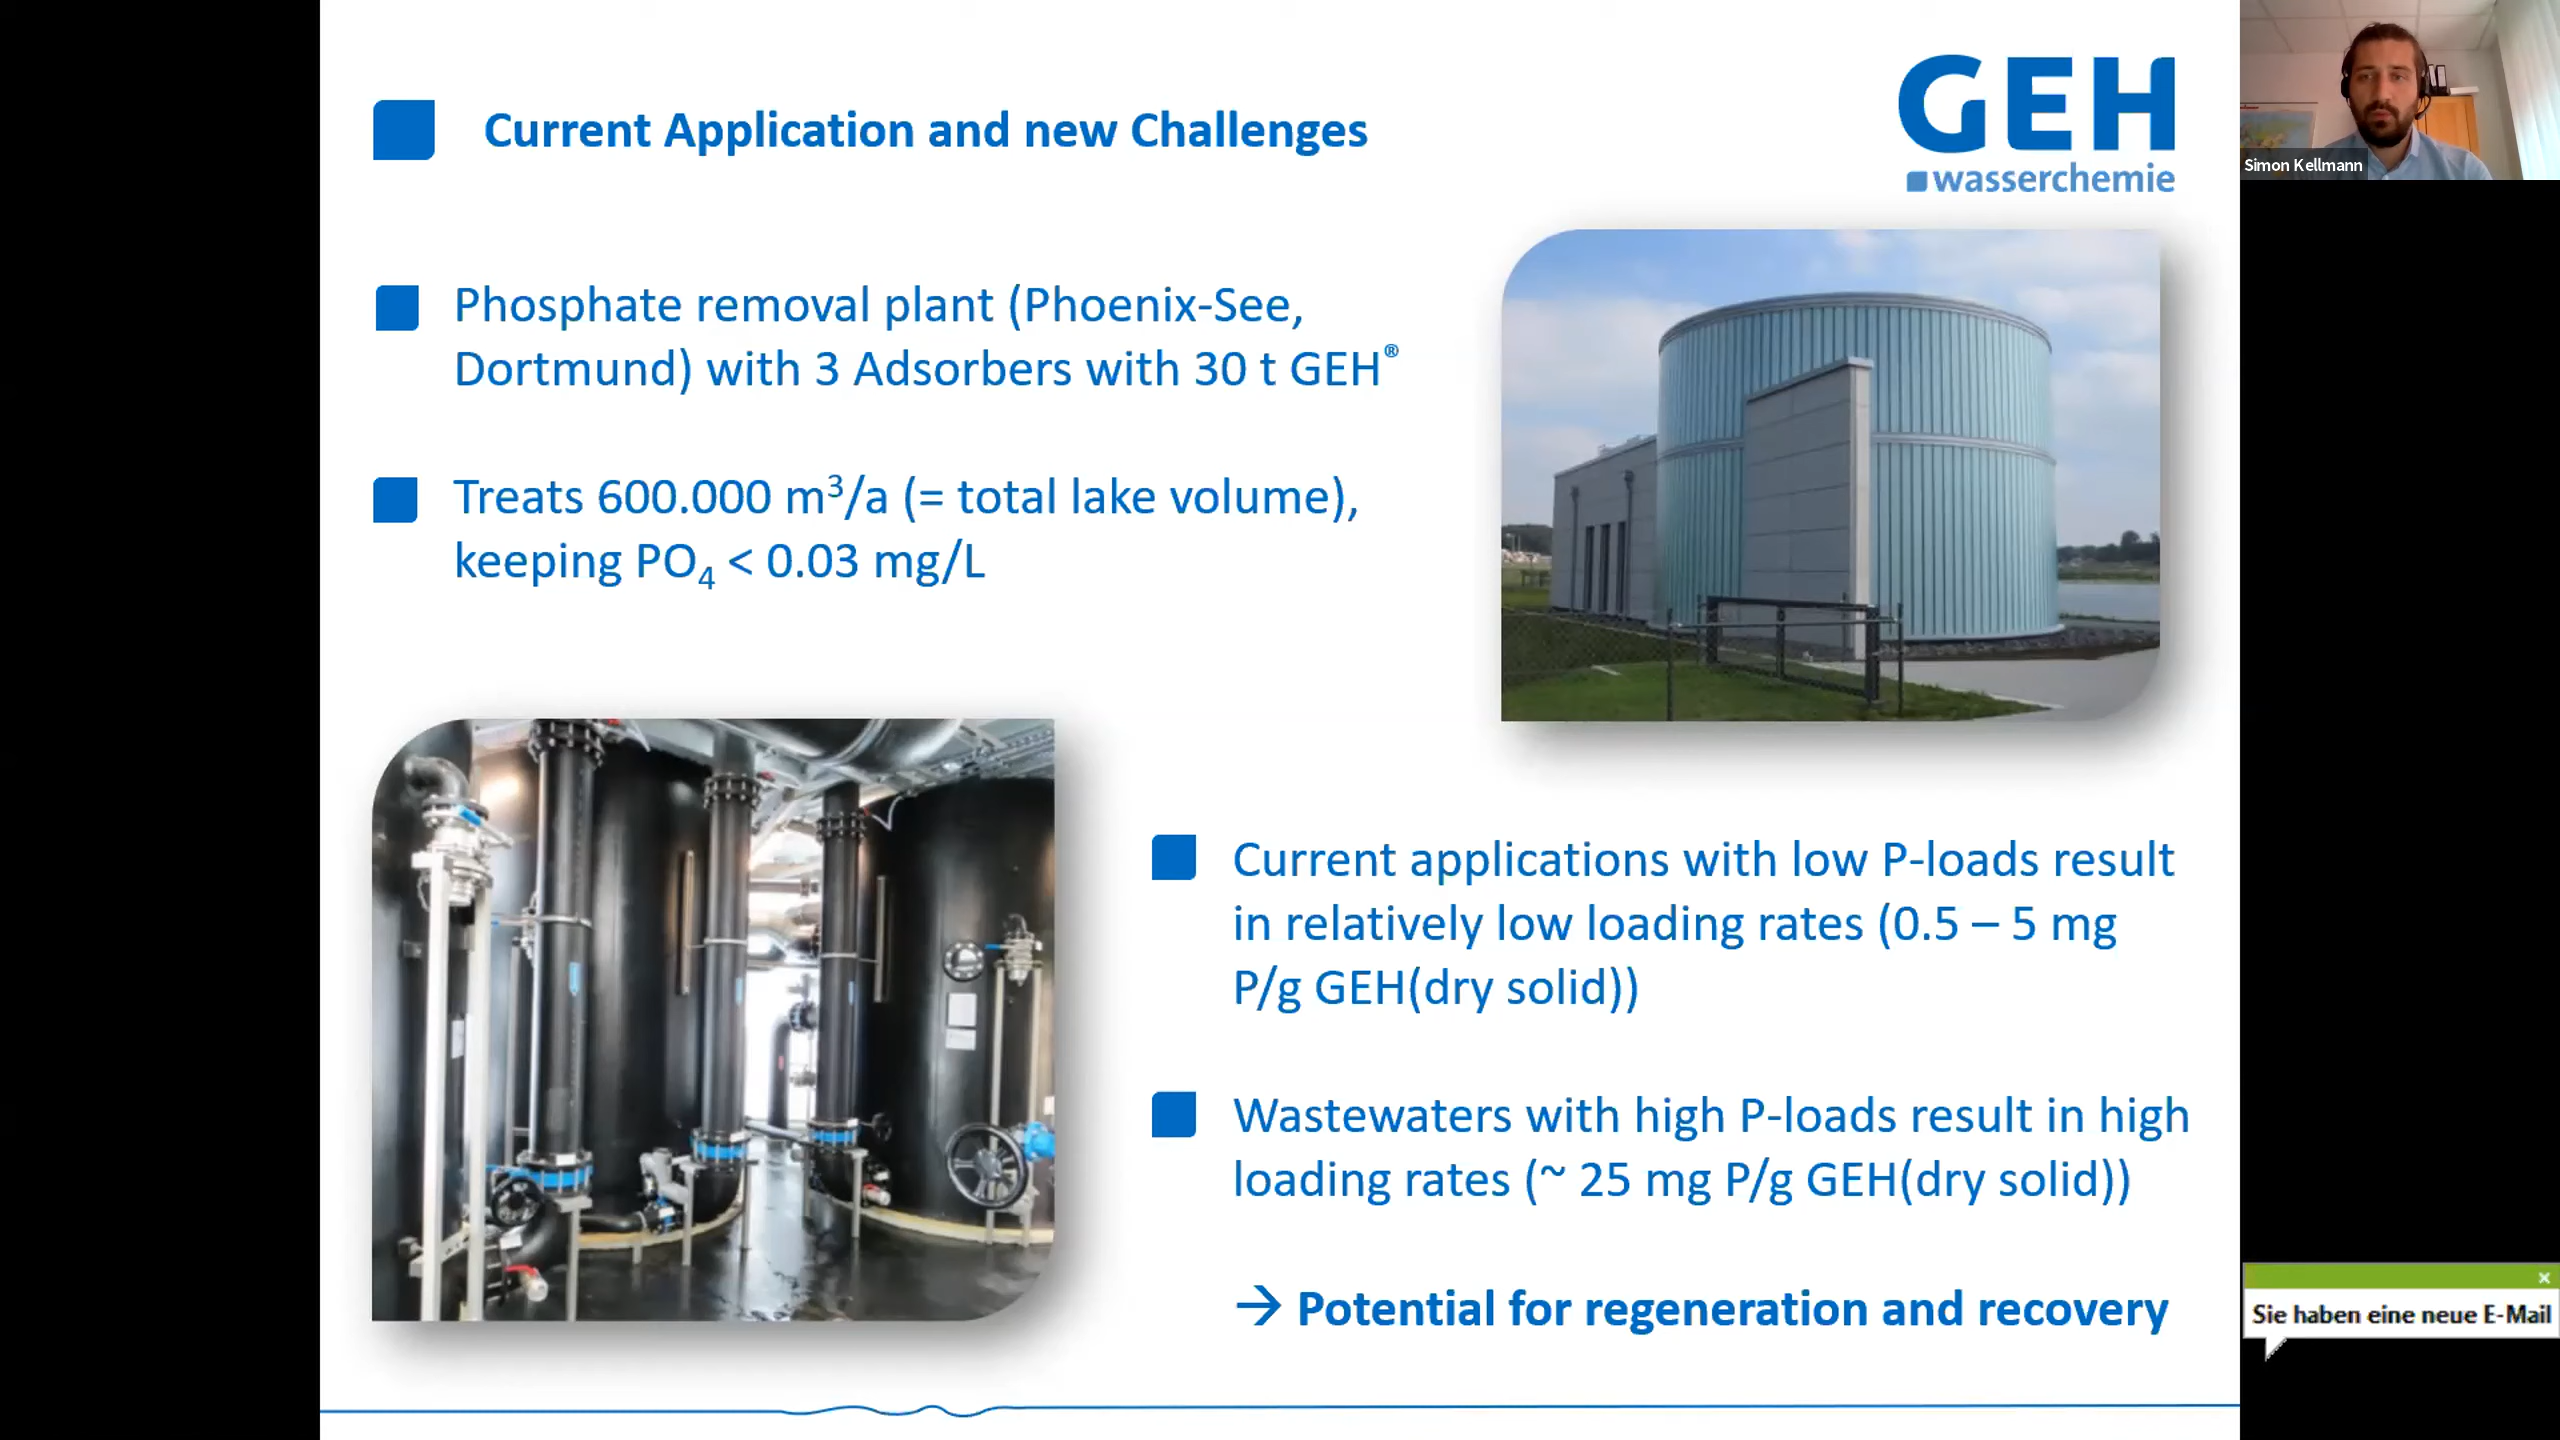 Current Application and new Challenges
GEH
wasserchemie
Simon Kellmann
Phosphate removal plant (Phoenix-See,
Dortmund) with 3 Adsorbers with 30 t GEH®
Treats 600.000 m³/a (= total lake volume),
keeping PO₄ < 0.03 mg/L
Current applications with low P-loads result
in relatively low loading rates (0.5 – 5 mg
P/g GEH(dry solid))
Wastewaters with high P-loads result in high
loading rates (~ 25 mg P/g GEH(dry solid))
→ Potential for regeneration and recovery
Sie haben eine neue E-Mail